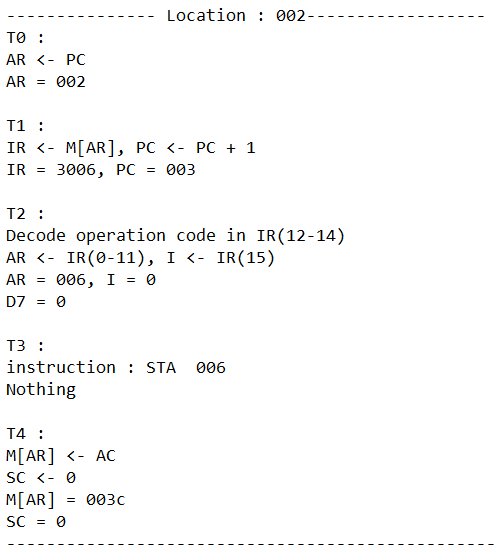 --------------- Location : 002------------------
T0 :
AR <- PC
AR = 002
T1 :
IR <- M[AR], PC <- PC + 1
IR = 3006, PC = 003
T2 :
Decode operation code in IR(12-14)
AR <- IR(0-11), I <- IR(15)
AR = 006, I = 0
D7 = 0
T3 :
instruction : STA  006
Nothing
T4 :
M[AR] <- AC
SC <- 0
M[AR] = 003c
SC = 0
-------------------------------------------------